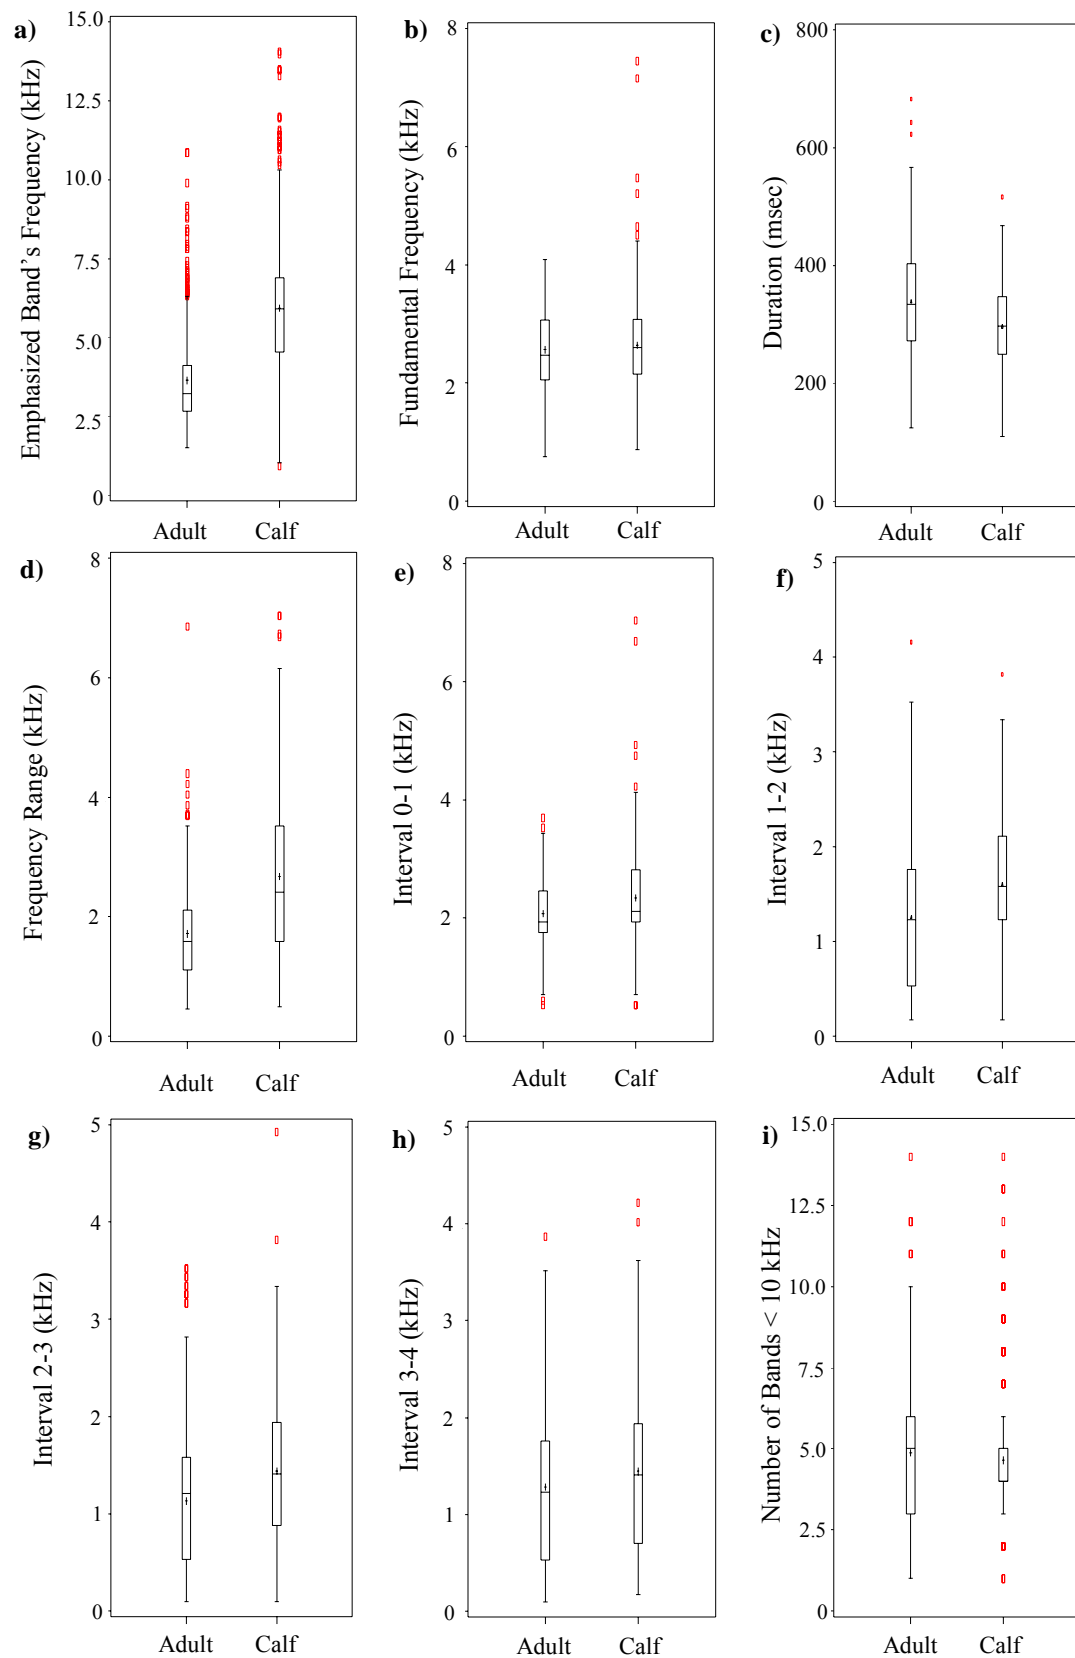 a)
Emphasized Band's Frequency (kHz)
15.0
12.5
10.0
7.5
5.0
2.5
0
Adult Calf
b)
Fundamental Frequency (kHz)
8
6
4
2
0
Adult Calf
c)
Duration (msec)
800
600
400
200
0
Adult Calf
d)
Frequency Range (kHz)
8
6
4
2
0
Adult Calf
e)
Interval 0-1 (kHz)
8
6
4
2
0
Adult Calf
f)
Interval 1-2 (kHz)
5
4
3
2
1
0
Adult Calf
g)
Interval 2-3 (kHz)
5
4
3
2
1
0
Adult Calf
h)
Interval 3-4 (kHz)
5
4
3
2
1
0
Adult Calf
i)
Number of Bands < 10 kHz
15.0
12.5
10.0
7.5
5.0
2.5
0
Adult Calf